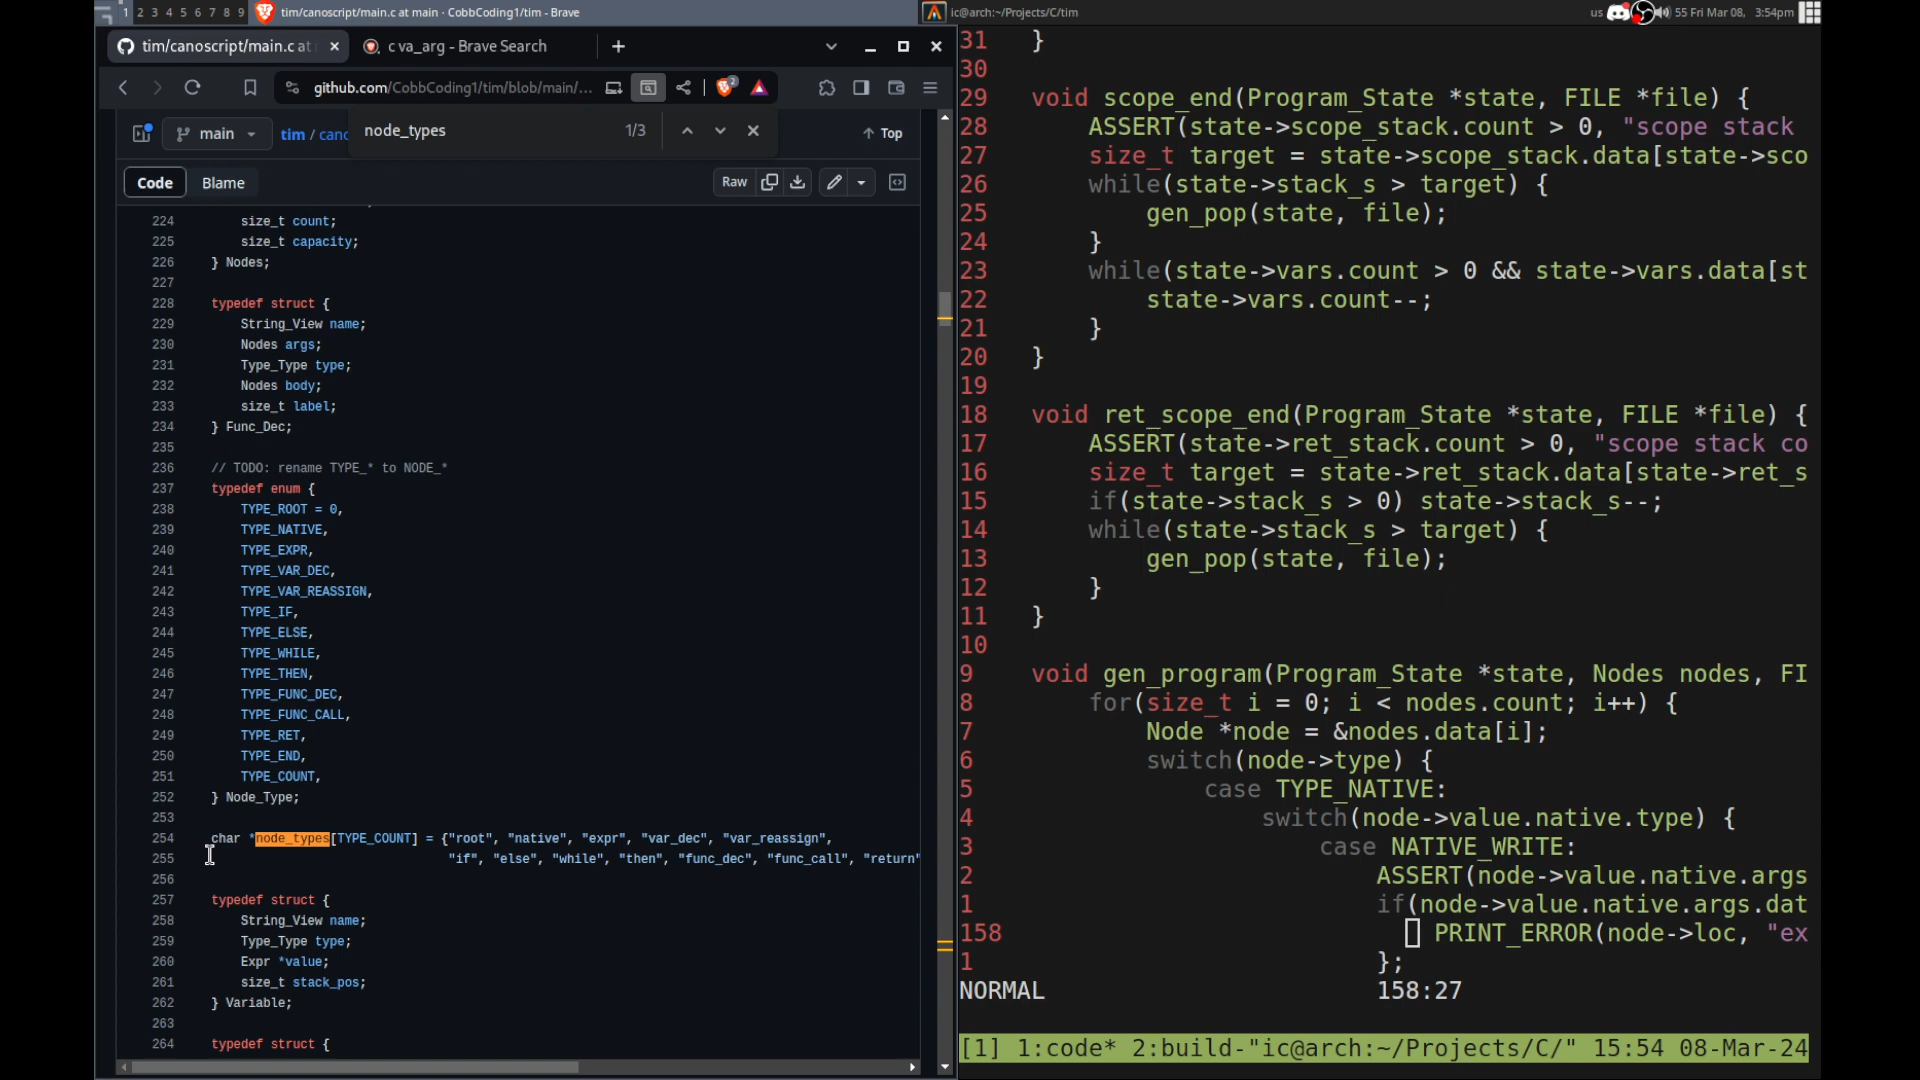 1 2 3 4 5 6 7 8 9 tim/canoscript/main.c at main · CobbCoding1/tim - Brave
ic@arch:~/Projects/C/tim
us 55 Fri Mar 08, 3:54pm
tim/canoscript/main.c at
c va_arg - Brave Search
github.com/CobbCoding1/tim/blob/main/...
2
main
tim / cano
node_types
1/3
Top
Code
Blame
Raw
224 size_t count;
225 size_t capacity;
226 } Nodes;
227
228 typedef struct {
229 String_View name;
230 Nodes args;
231 Type_Type type;
232 Nodes body;
233 size_t label;
234 } Func_Dec;
235
236 // TODO: rename TYPE_* to NODE_*
237 typedef enum {
238 TYPE_ROOT = 0,
239 TYPE_NATIVE,
240 TYPE_EXPR,
241 TYPE_VAR_DEC,
242 TYPE_VAR_REASSIGN,
243 TYPE_IF,
244 TYPE_ELSE,
245 TYPE_WHILE,
246 TYPE_THEN,
247 TYPE_FUNC_DEC,
248 TYPE_FUNC_CALL,
249 TYPE_RET,
250 TYPE_END,
251 TYPE_COUNT,
252 } Node_Type;
253
254 char *node_types[TYPE_COUNT] = {"root", "native", "expr", "var_dec", "var_reassign",
255 "if", "else", "while", "then", "func_dec", "func_call", "return"
256
257 typedef struct {
258 String_View name;
259 Type_Type type;
260 Expr *value;
261 size_t stack_pos;
262 } Variable;
263
264 typedef struct {
31 }
30
29 void scope_end(Program_State *state, FILE *file) {
28 ASSERT(state->scope_stack.count > 0, "scope stack
27 size_t target = state->scope_stack.data[state->sco
26 while(state->stack_s > target) {
25 gen_pop(state, file);
24 }
23 while(state->vars.count > 0 && state->vars.data[st
22 state->vars.count--;
21 }
20 }
19
18 void ret_scope_end(Program_State *state, FILE *file) {
17 ASSERT(state->ret_stack.count > 0, "scope stack co
16 size_t target = state->ret_stack.data[state->ret_s
15 if(state->stack_s > 0) state->stack_s--;
14 while(state->stack_s > target) {
13 gen_pop(state, file);
12 }
11 }
10
9 void gen_program(Program_State *state, Nodes nodes, FI
8 for(size_t i = 0; i < nodes.count; i++) {
7 Node *node = &nodes.data[i];
6 switch(node->type) {
5 case TYPE_NATIVE:
4 switch(node->value.native.type) {
3 case NATIVE_WRITE:
2 ASSERT(node->value.native.args
1 if(node->value.native.args.dat
158 PRINT_ERROR(node->loc, "ex
1 };
NORMAL 158:27
[1] 1:code* 2:build-"ic@arch:~/Projects/C/" 15:54 08-Mar-24